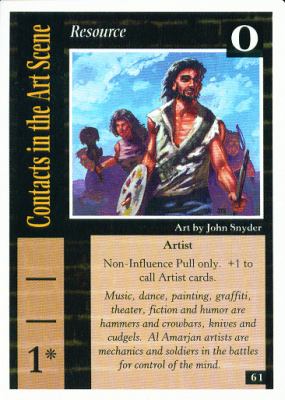 Contacts in the Art Scene
Resource
O
Art by John Snyder
Artist
Non-Influence Pull only. +1 to
call Artist cards.
Music, dance, painting, graffiti,
theater, fiction and humor are
hammers and crowbars, knives and
cudgels. Al Amarjan artists are
mechanics and soldiers in the battles
for control of the mind.
—
—
1*
61